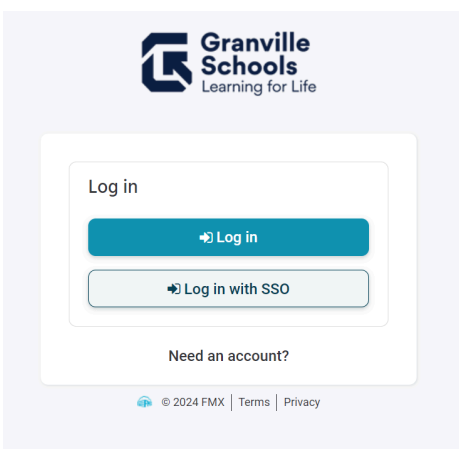 Granville
Schools
Learning for Life
Log in
Log in
Log in with SSO
Need an account?
© 2024 FMX | Terms | Privacy